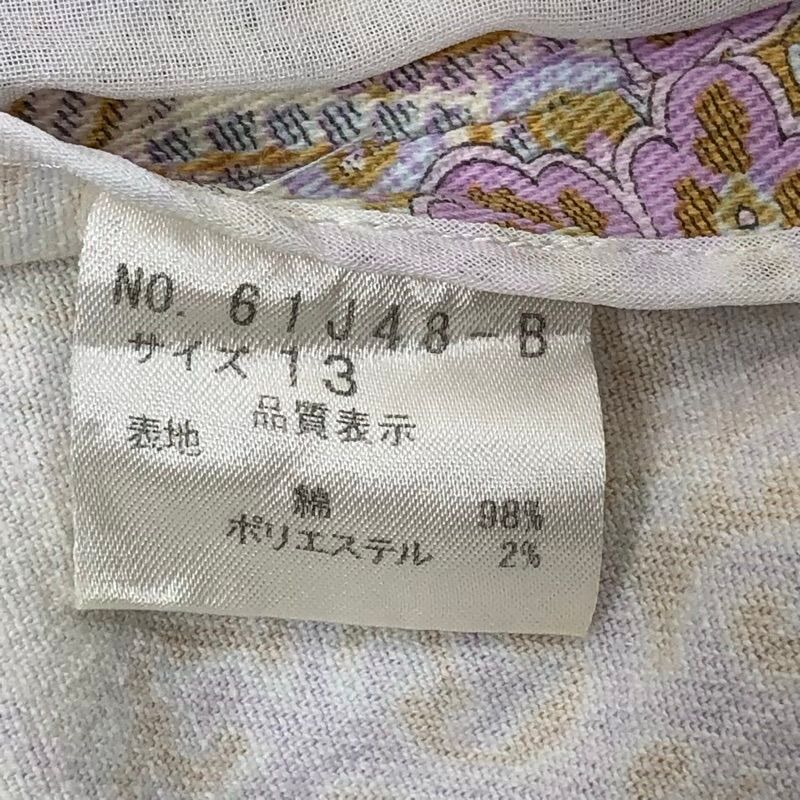 NO. 61J48-B
サイズ 13
品質表示
表地
綿 98%
ポリエステル 2%